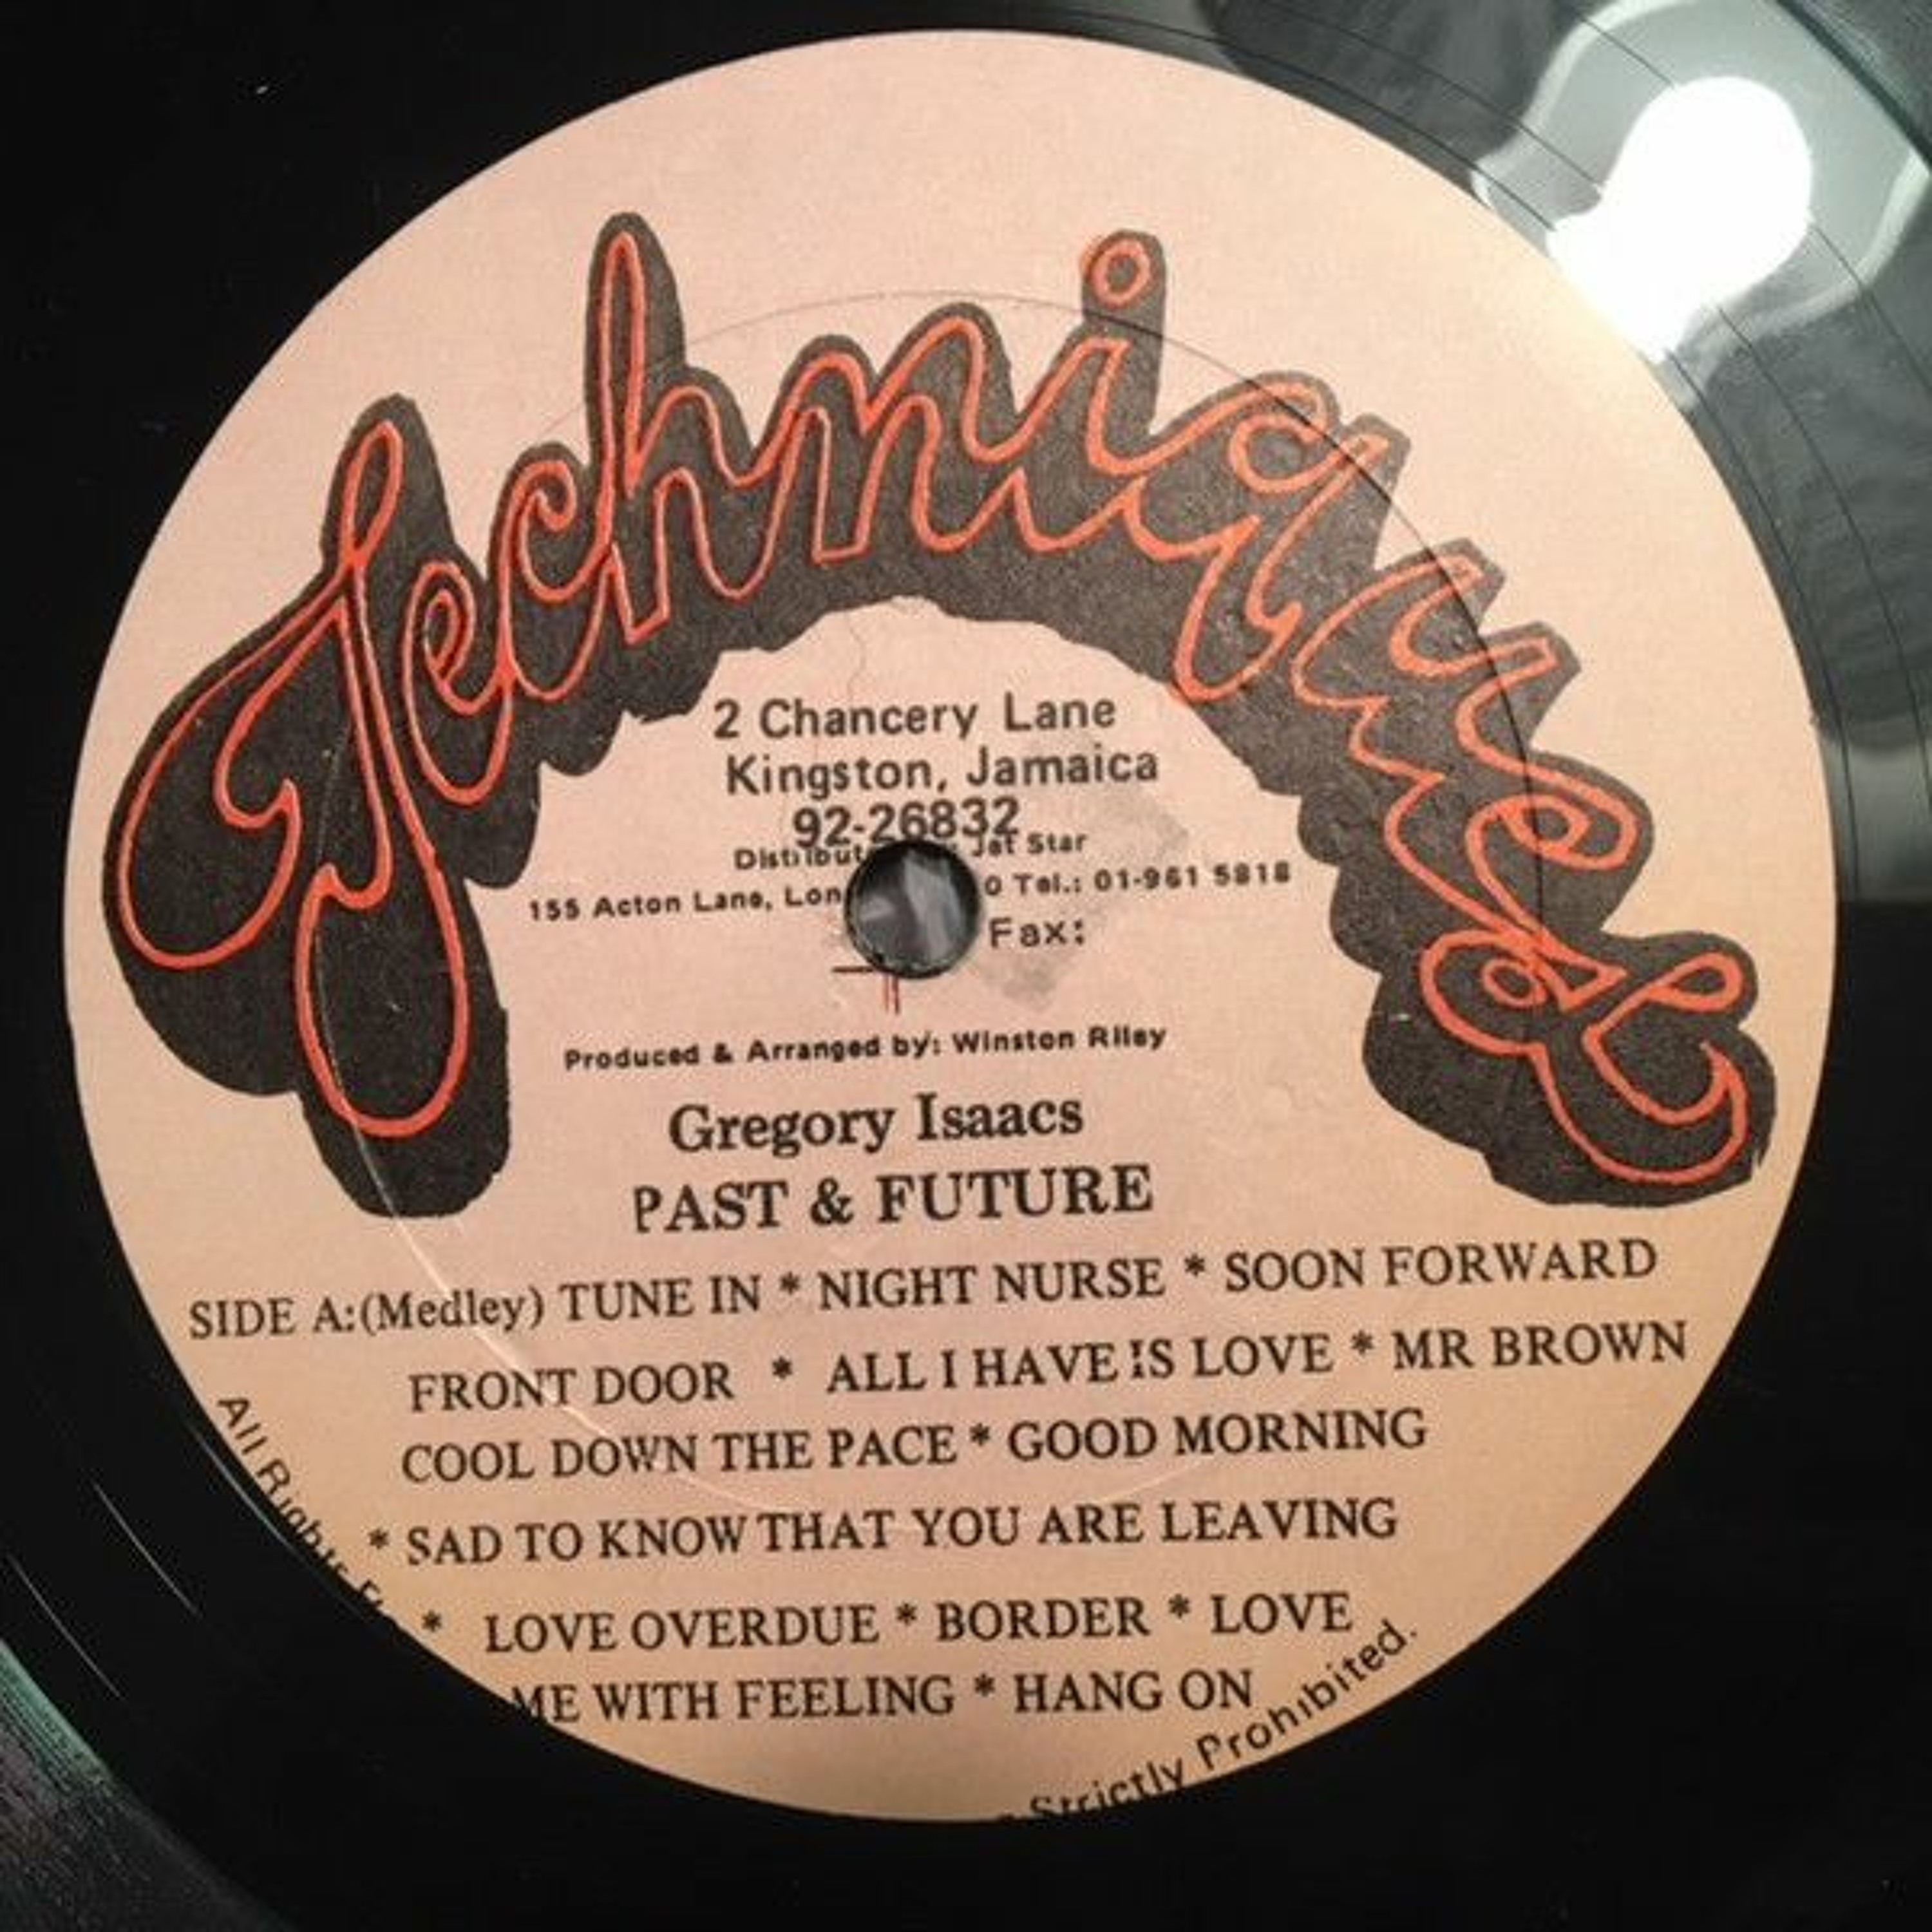 Techniques
2 Chancery Lane
Kingston, Jamaica
92-26832
Jet Star
155 Acton Lane, Tel.: 01-961 5818
Fax:
Produced & Arranged by: Winston Riley
Gregory Isaacs
PAST & FUTURE
SIDE A:(Medley) TUNE IN * NIGHT NURSE * SOON FORWARD
FRONT DOOR * ALL I HAVE IS LOVE * MR BROWN
COOL DOWN THE PACE * GOOD MORNING
* SAD TO KNOW THAT YOU ARE LEAVING
* LOVE OVERDUE * BORDER * LOVE
ME WITH FEELING * HANG ON
All Rights
Strictly Prohibited.